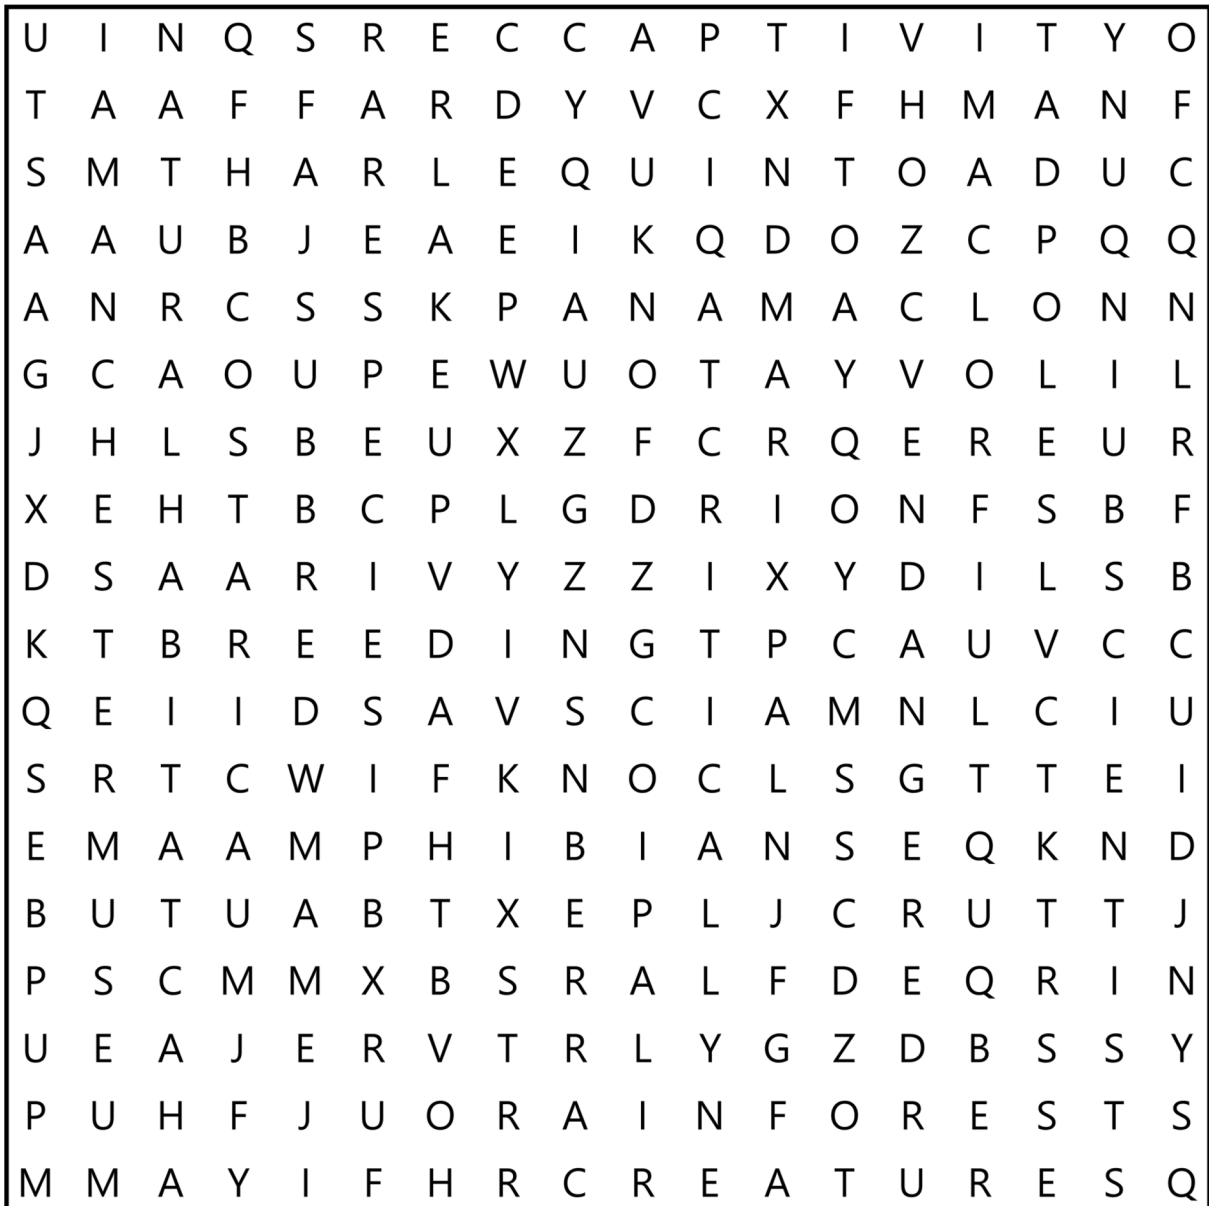 U I N Q S R E C C A P T I V I T Y O
T A A F F A R D Y V C X F H M A N F
S M T H A R L E Q U I N T O A D U C
A A U B J E A E I K Q D O Z C P Q Q
A N R C S S K P A N A M A C L O N N
G C A O U P E W U O T A Y V O L I L
J H L S B E U X Z F C R Q E R E U R
X E H T B C P L G D R I O N F S B F
D S A A R I V Y Z Z I X Y D I L S B
K T B R E E D I N G T P C A U V C C
Q E I I D S A V S C I A M N L C I U
S R T C W I F K N O C L S G T T E I
E M A A M P H I B I A N S E Q K N D
B U T U A B T X E P L J C R U T T J
P S C M M X B S R A L F D E Q R I N
U E A J E R V T R L Y G Z D B S S Y
P U H F J U O R A I N F O R E S T S
M M A Y I F H R C R E A T U R E S Q